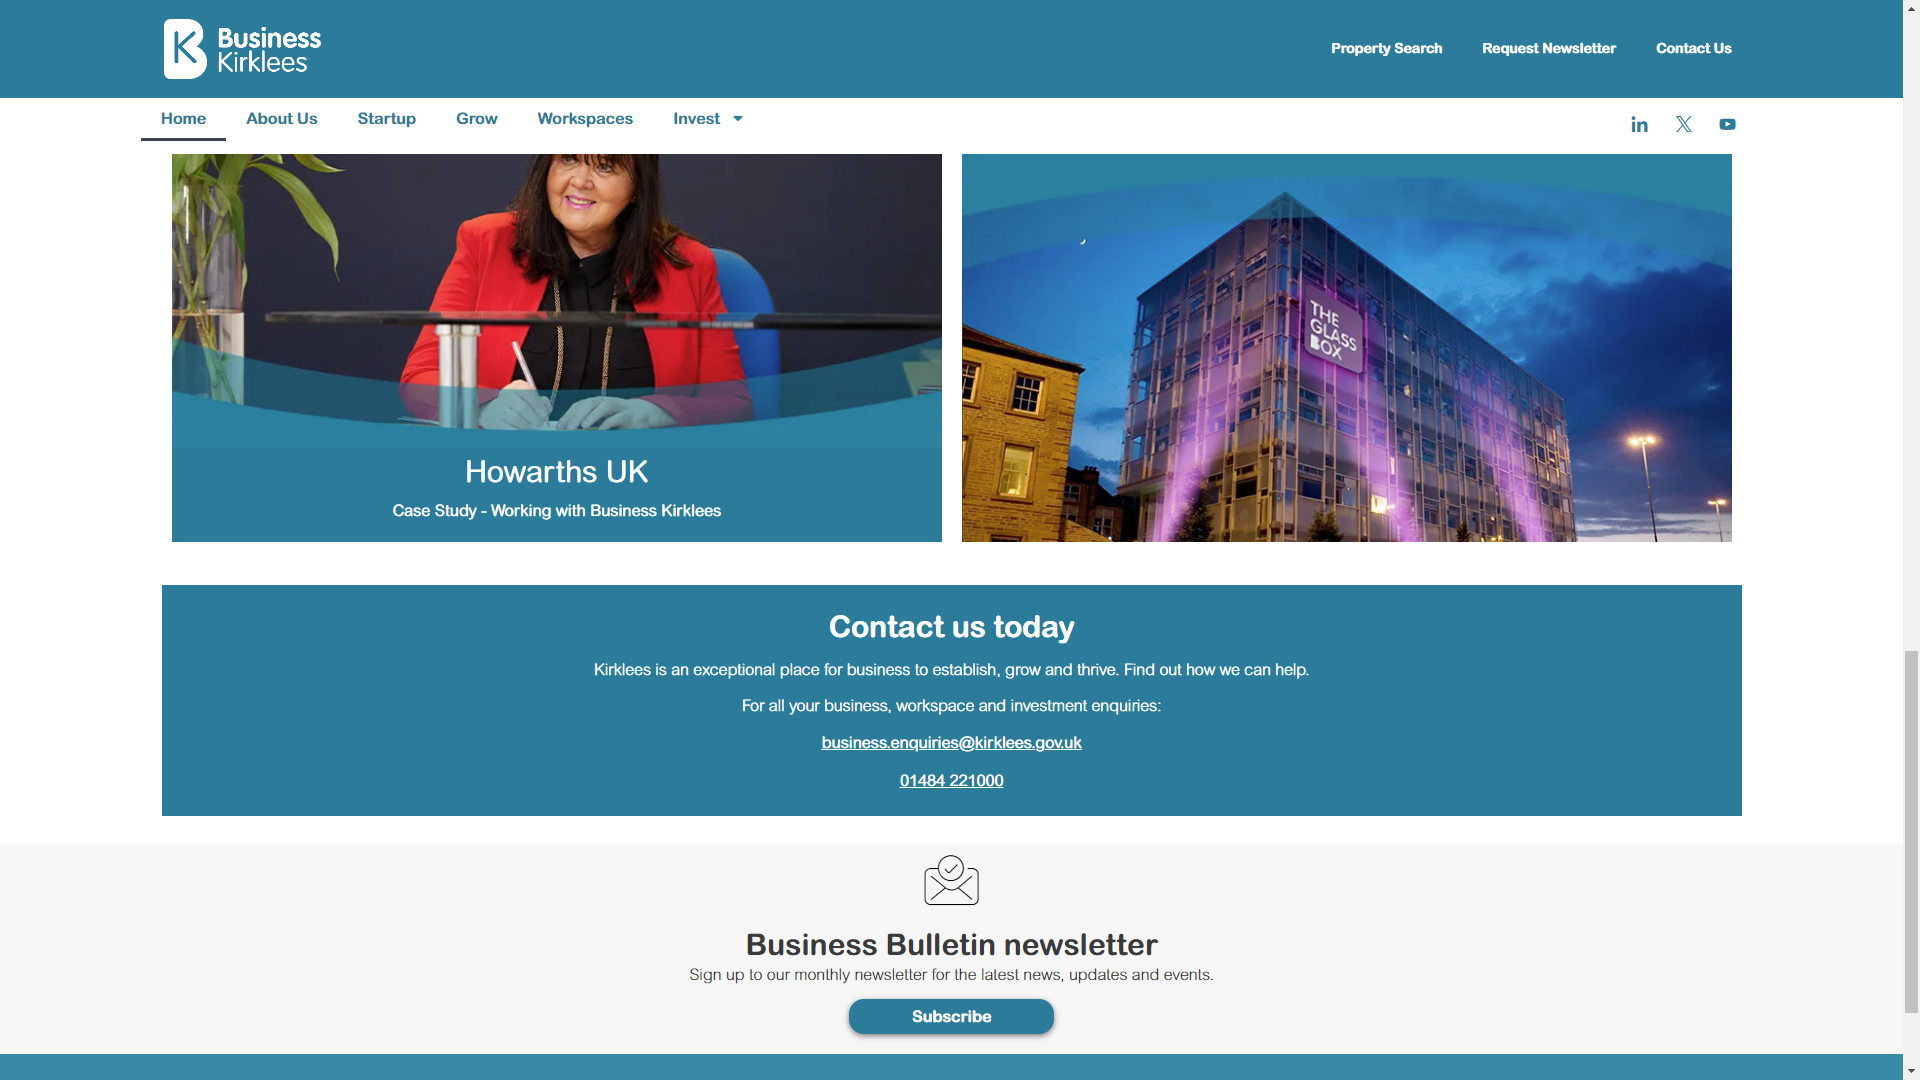 Business
Kirklees
Property Search
Request Newsletter
Contact Us
Home
About Us
Startup
Grow
Workspaces
Invest
THE
GLASS
BOX
Howarths UK
Case Study - Working with Business Kirklees
Contact us today
Kirklees is an exceptional place for business to establish, grow and thrive. Find out how we can help.
For all your business, workspace and investment enquiries:
business.enquiries@kirklees.gov.uk
01484 221000
Business Bulletin newsletter
Sign up to our monthly newsletter for the latest news, updates and events.
Subscribe